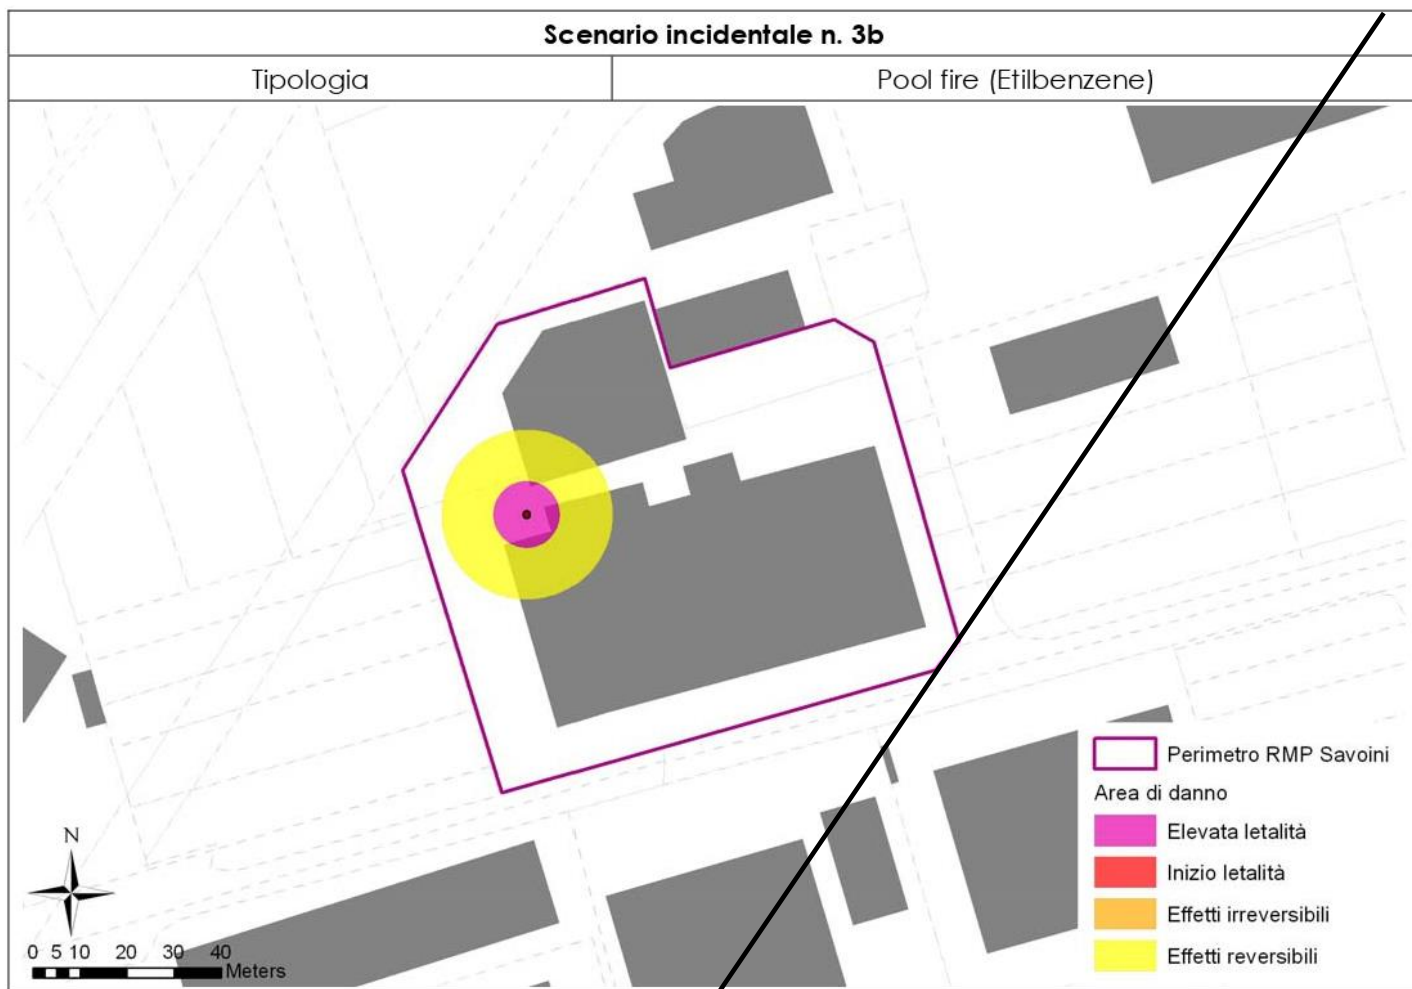 Scenario incidentale n. 3b
Tipologia
Pool fire (Etilbenzene)
Perimetro RMP Savoini
Area di danno
Elevata letalità
Inizio letalità
Effetti irreversibili
Effetti reversibili
N
0 5 10 20 30 40
Meters